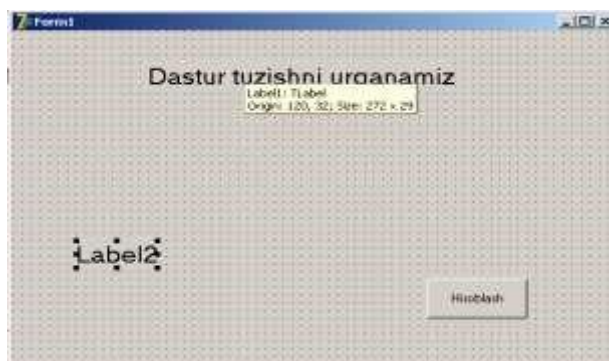 Form1
Dastur tuzishni urganamiz
Label1: TLabel
Origin: 120, 32; Size: 272 x 29
Label2
Hisoblash